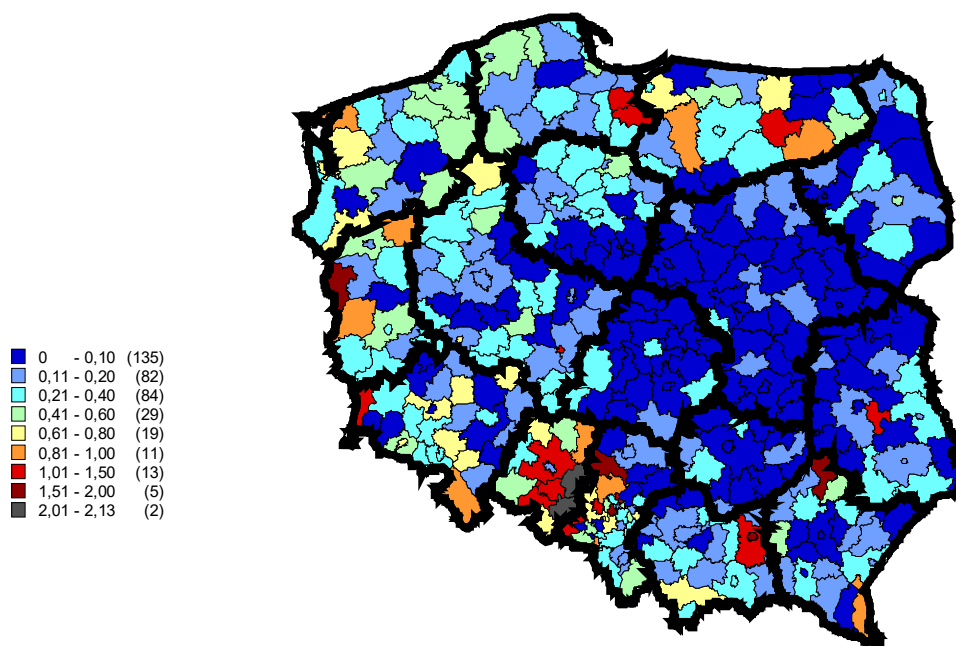 0 - 0,10 (135)
0,11 - 0,20 (82)
0,21 - 0,40 (84)
0,41 - 0,60 (29)
0,61 - 0,80 (19)
0,81 - 1,00 (11)
1,01 - 1,50 (13)
1,51 - 2,00 (5)
2,01 - 2,13 (2)